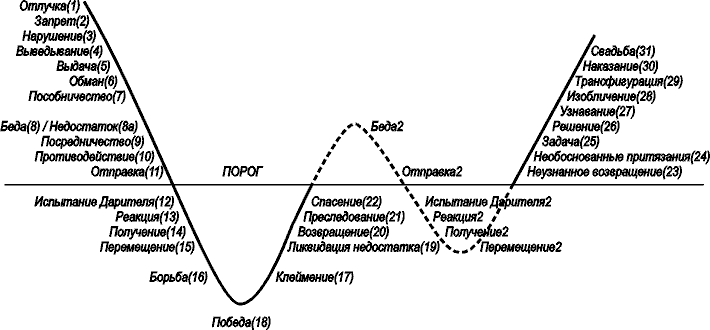 Отлучка(1)
Запрет(2)
Нарушение(3)
Выведывание(4)
Выдача(5)
Обман(6)
Пособничество(7)
Беда(8) / Недостаток(8а)
Посредничество(9)
Противодействие(10)
Отправка(11)
ПОРОГ
Испытание Дарителя(12)
Реакция(13)
Получение(14)
Перемещение(15)
Борьба(16)
Победа(18)
Клеймение(17)
Ликвидация недостатка(19)
Возвращение(20)
Преследование(21)
Спасение(22)
Беда2
Отправка2
Испытание Дарителя2
Реакция2
Получение2
Перемещение2
Свадьба(31)
Наказание(30)
Трансфигурация(29)
Изобличение(28)
Узнавание(27)
Решение(26)
Задача(25)
Необоснованные притязания(24)
Неузнанное возвращение(23)